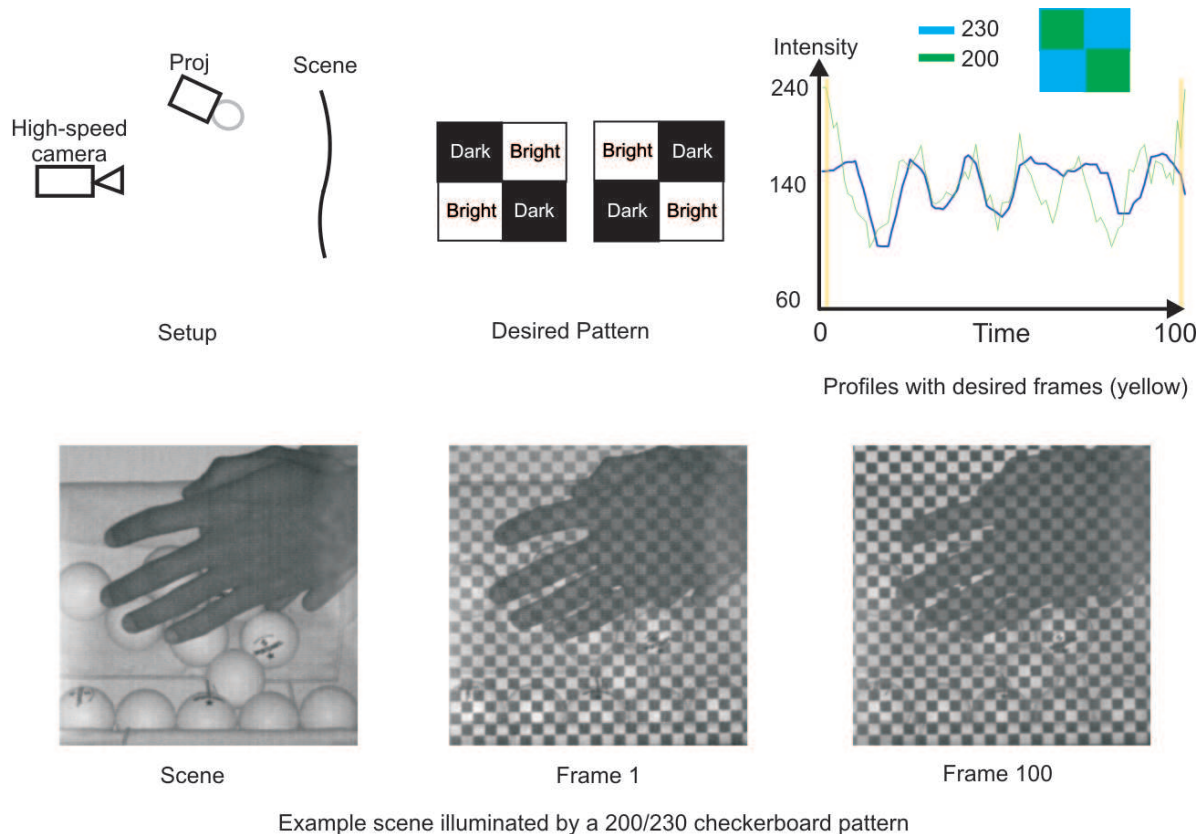 Proj
Scene
High-speed
camera
Setup
Dark Bright
Bright Dark
Bright Dark
Dark Bright
Desired Pattern
230
200
Intensity
240
140
60
0 Time 100
Profiles with desired frames (yellow)
Scene
Frame 1
Frame 100
Example scene illuminated by a 200/230 checkerboard pattern